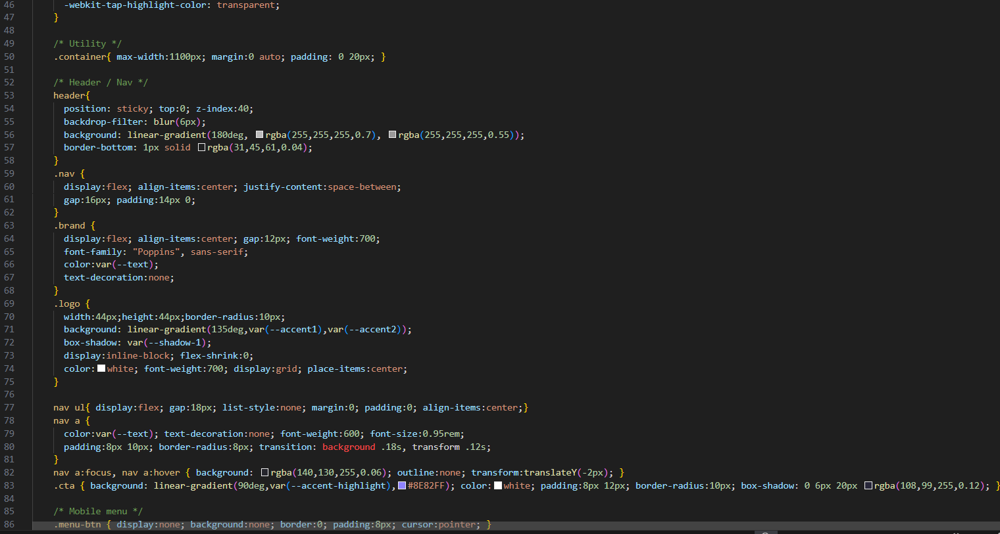 46 -webkit-tap-highlight-color: transparent;
47 }
48
49 /* Utility */
50 .container{ max-width:1100px; margin:0 auto; padding: 0 20px; }
51
52 /* Header / Nav */
53 header{
54 position: sticky; top:0; z-index:40;
55 backdrop-filter: blur(6px);
56 background: linear-gradient(180deg, rgba(255,255,255,0.7), rgba(255,255,255,0.55));
57 border-bottom: 1px solid rgba(31,45,61,0.04);
58 }
59 .nav {
60 display:flex; align-items:center; justify-content:space-between;
61 gap:16px; padding:14px 0;
62 }
63 .brand {
64 display:flex; align-items:center; gap:12px; font-weight:700;
65 font-family: "Poppins", sans-serif;
66 color:var(--text);
67 text-decoration:none;
68 }
69 .logo {
70 width:44px;height:44px;border-radius:10px;
71 background: linear-gradient(135deg,var(--accent1),var(--accent2));
72 box-shadow: var(--shadow-1);
73 display:inline-block; flex-shrink:0;
74 color:white; font-weight:700; display:grid; place-items:center;
75 }
76
77 nav ul{ display:flex; gap:18px; list-style:none; margin:0; padding:0; align-items:center;}
78 nav a {
79 color:var(--text); text-decoration:none; font-weight:600; font-size:0.95rem;
80 padding:8px 10px; border-radius:8px; transition: background .18s, transform .12s;
81 }
82 nav a:focus, nav a:hover { background: rgba(140,130,255,0.06); outline:none; transform:translateY(-2px); }
83 .cta { background: linear-gradient(90deg,var(--accent-highlight),#8E82FF); color:white; padding:8px 12px; border-radius:10px; box-shadow: 0 6px 20px rgba(108,99,255,0.12); }
84
85 /* Mobile menu */
86 .menu-btn { display:none; background:none; border:0; padding:8px; cursor:pointer; }